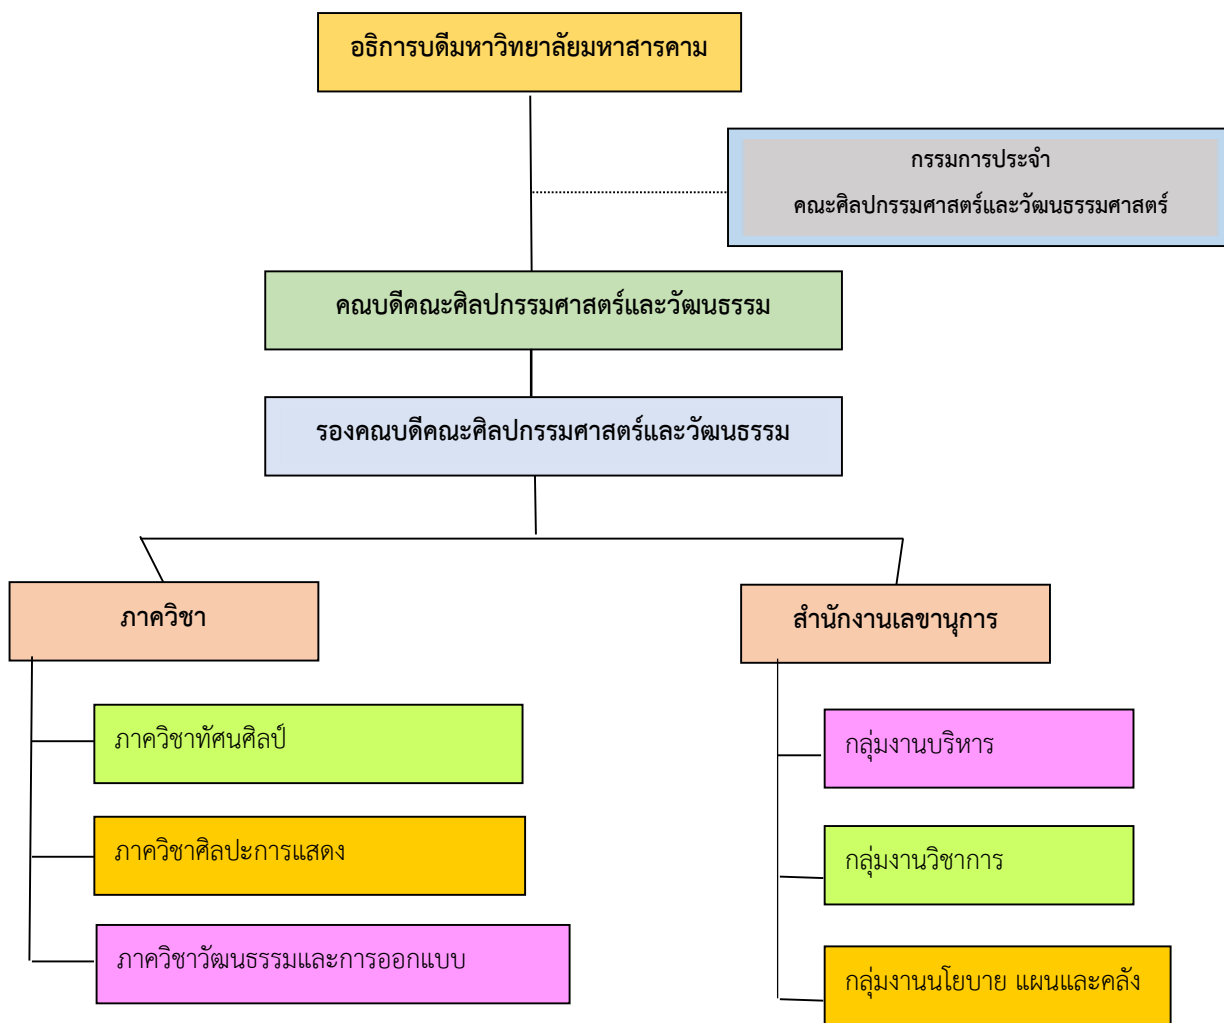 อธิการบดีมหาวิทยาลัยมหาสารคาม
กรรมการประจำ
คณะศิลปกรรมศาสตร์และวัฒนธรรมศาสตร์
คณบดีคณะศิลปกรรมศาสตร์และวัฒนธรรม
รองคณบดีคณะศิลปกรรมศาสตร์และวัฒนธรรม
ภาควิชา
ภาควิชาทัศนศิลป์
ภาควิชาศิลปะการแสดง
ภาควิชาวัฒนธรรมและการออกแบบ
สำนักงานเลขานุการ
กลุ่มงานบริหาร
กลุ่มงานวิชาการ
กลุ่มงานนโยบาย แผนและคลัง